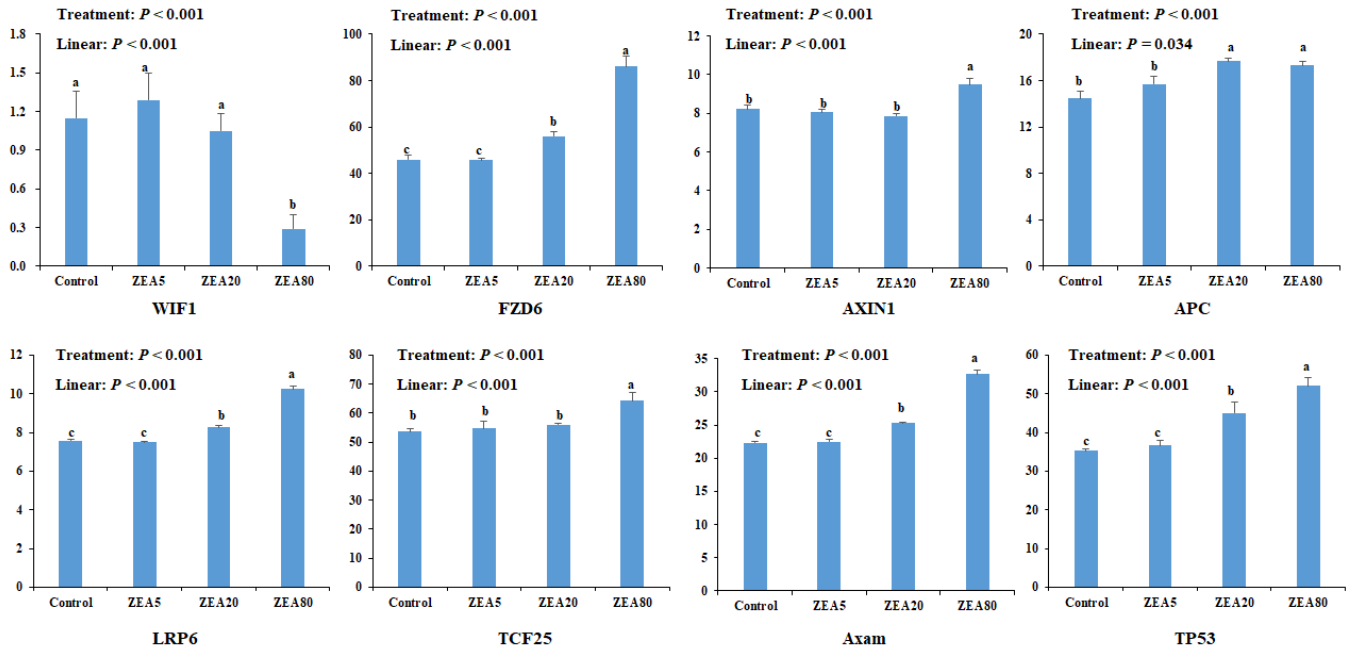 Treatment: P < 0.001
Linear: P < 0.001
1.8
1.5
1.2
0.9
0.6
0.3
0.0
a
a
a
b
Control ZEA5 ZEA20 ZEA80
WIF1
Treatment: P < 0.001
Linear: P < 0.001
100
80
60
40
20
0
c
c
b
a
Control ZEA5 ZEA20 ZEA80
FZD6
Treatment: P < 0.001
Linear: P < 0.001
12
10
8
6
4
2
0
b
b
b
a
Control ZEA5 ZEA20 ZEA80
AXIN1
Treatment: P < 0.001
Linear: P = 0.034
20
16
12
8
4
0
b
b
a
a
Control ZEA5 ZEA20 ZEA80
APC
Treatment: P < 0.001
Linear: P < 0.001
12
10
8
6
4
2
0
c
c
b
a
Control ZEA5 ZEA20 ZEA80
LRP6
Treatment: P < 0.001
Linear: P < 0.001
80
70
60
50
40
30
20
10
0
b
b
b
a
Control ZEA5 ZEA20 ZEA80
TCF25
Treatment: P < 0.001
Linear: P < 0.001
35
30
25
20
15
10
5
0
c
c
b
a
Control ZEA5 ZEA20 ZEA80
Axam
Treatment: P < 0.001
Linear: P < 0.001
60
50
40
30
20
10
0
c
c
b
a
Control ZEA5 ZEA20 ZEA80
TP53